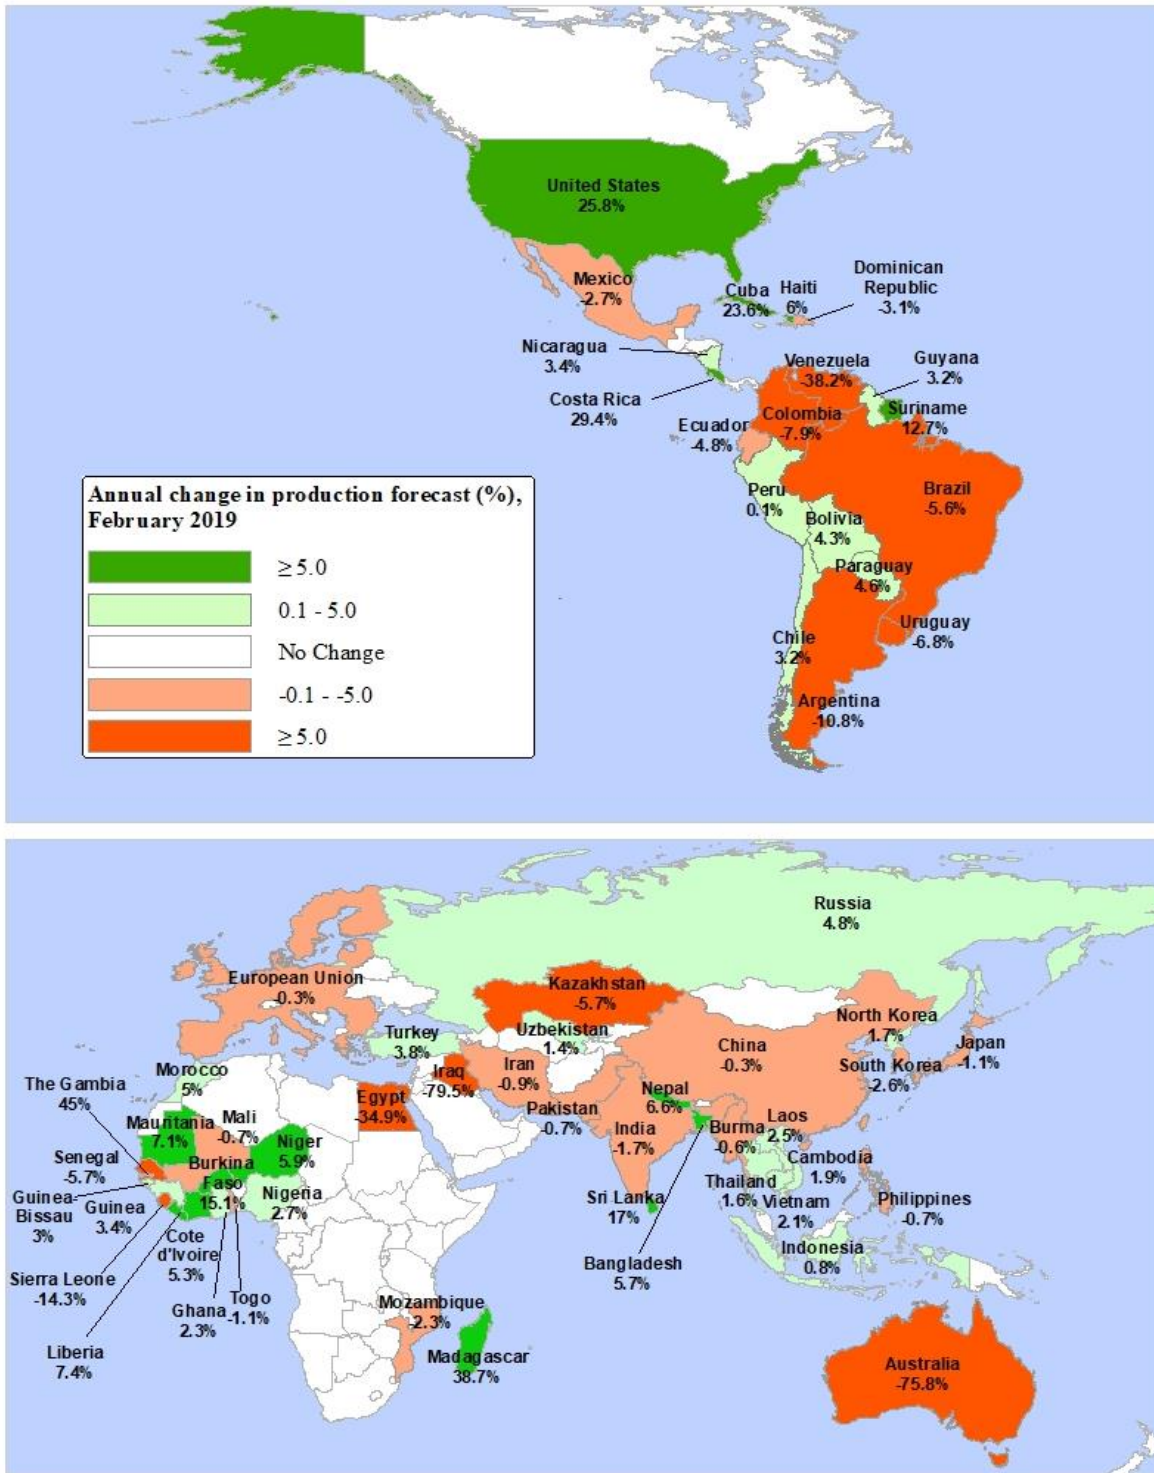 United States
25.8%
Mexico
-2.7%
Cuba
23.6%
Haiti
6%
Dominican
Republic
-3.1%
Nicaragua
3.4%
Costa Rica
29.4%
Venezuela
-38.2%
Guyana
3.2%
Suriname
12.7%
Colombia
-7.9%
Ecuador
-4.8%
Peru
0.1%
Brazil
-5.6%
Bolivia
4.3%
Paraguay
4.6%
Uruguay
-6.8%
Chile
3.2%
Argentina
-10.8%
Annual change in production forecast (%),
February 2019
≥ 5.0
0.1 - 5.0
No Change
-0.1 - -5.0
≥ 5.0
Russia
4.8%
European Union
-0.3%
Kazakhstan
-5.7%
Uzbekistan
1.4%
Turkey
3.8%
North Korea
1.7%
Japan
-1.1%
South Korea
-2.6%
China
-0.3%
Iran
-0.9%
Iraq
-79.5%
Egypt
-34.9%
Morocco
5%
The Gambia
45%
Mauritania
7.1%
Mali
-0.7%
Niger
5.9%
Senegal
-5.7%
Burkina
Faso
15.1%
Nigeria
2.7%
Guinea-
Bissau
3%
Guinea
3.4%
Cote
d'Ivoire
5.3%
Sierra Leone
-14.3%
Ghana
2.3%
Togo
-1.1%
Liberia
7.4%
Pakistan
-0.7%
Nepal
6.6%
India
-1.7%
Burma
-0.6%
Laos
2.5%
Cambodia
1.9%
Thailand
1.6%
Vietnam
2.1%
Philippines
-0.7%
Sri Lanka
17%
Bangladesh
5.7%
Indonesia
0.8%
Mozambique
-2.3%
Madagascar
38.7%
Australia
-75.8%